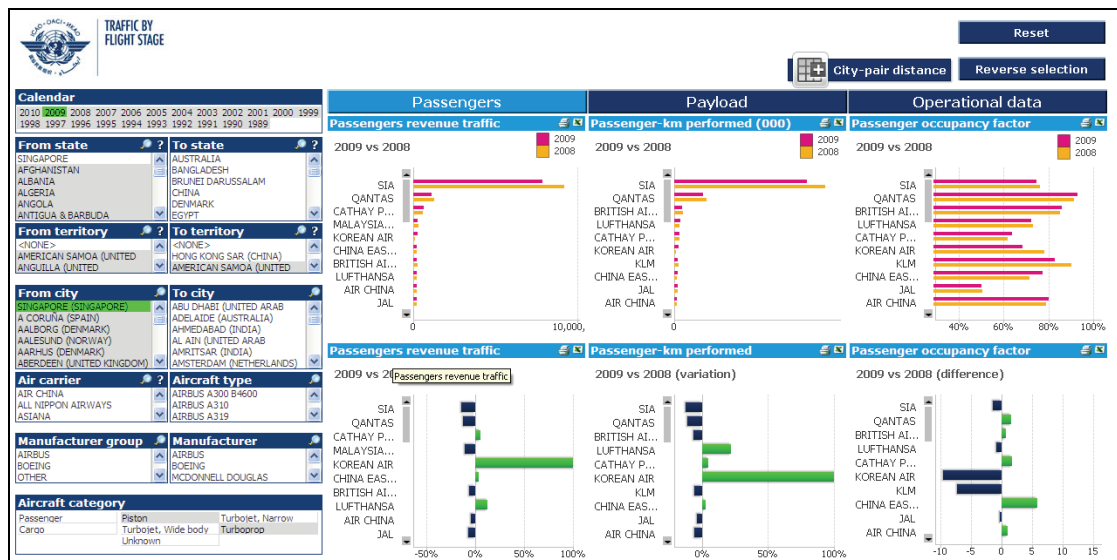 TRAFFIC BY
FLIGHT STAGE
Reset
City-pair distance
Reverse selection
Calendar
2010 2009 2008 2007 2006 2005 2004 2003 2002 2001 2000 1999
1998 1997 1996 1995 1994 1993 1992 1991 1990 1989
From state ?
SINGAPORE
AFGHANISTAN
ALBANIA
ALGERIA
ANGOLA
ANTIGUA & BARBUDA
To state ?
AUSTRALIA
BANGLADESH
BRUNEI DARUSSALAM
CHINA
DENMARK
EGYPT
From territory ?
<NONE>
AMERICAN SAMOA (UNITED
ANGUILLA (UNITED
To territory ?
<NONE>
HONG KONG SAR (CHINA)
AMERICAN SAMOA (UNITED
From city ?
SINGAPORE (SINGAPORE)
A CORUÑA (SPAIN)
AALBORG (DENMARK)
AALESUND (NORWAY)
AARHUS (DENMARK)
ABERDEEN (UNITED KINGDOM)
To city ?
ABU DHABI (UNITED ARAB
ADELAIDE (AUSTRALIA)
AHMEDABAD (INDIA)
AL AIN (UNITED ARAB
AMRITSAR (INDIA)
AMSTERDAM (NETHERLANDS)
Air carrier ?
AIR CHINA
ALL NIPPON AIRWAYS
ASIANA
Aircraft type
AIRBUS A300 B4600
AIRBUS A310
AIRBUS A319
Manufacturer group
AIRBUS
BOEING
OTHER
Manufacturer
AIRBUS
BOEING
MCDONNELL DOUGLAS
Aircraft category
Passenger Piston Turbojet, Narrow
Cargo Turbojet, Wide body Turboprop
Unknown
Passengers
Payload
Operational data
Passengers revenue traffic
2009 vs 2008
2009
2008
SIA
QANTAS
CATHAY P...
MALAYSIA...
KOREAN AIR
CHINA EAS...
BRITISH AI...
LUFTHANSA
AIR CHINA
JAL
0 10,000,
Passenger-km performed (000)
2009 vs 2008
2009
2008
SIA
QANTAS
BRITISH AI...
LUFTHANSA
CATHAY P...
KOREAN AIR
KLM
CHINA EAS...
JAL
AIR CHINA
0
Passenger occupancy factor
2009 vs 2008
2009
2008
SIA
QANTAS
BRITISH AI...
LUFTHANSA
CATHAY P...
KOREAN AIR
KLM
CHINA EAS...
JAL
AIR CHINA
40% 60% 80% 100%
Passengers revenue traffic
2009 vs 20
Passengers revenue traffic
SIA
QANTAS
CATHAY P...
MALAYSIA...
KOREAN AIR
CHINA EAS...
BRITISH AI...
LUFTHANSA
AIR CHINA
JAL
-50% 0% 50% 100%
Passenger-km performed
2009 vs 2008 (variation)
SIA
QANTAS
BRITISH AI...
LUFTHANSA
CATHAY P...
KOREAN AIR
KLM
CHINA EAS...
JAL
AIR CHINA
0% 50% 100%
Passenger occupancy factor
2009 vs 2008 (difference)
SIA
QANTAS
BRITISH AI...
LUFTHANSA
CATHAY P...
KOREAN AIR
KLM
CHINA EAS...
JAL
AIR CHINA
-10 -5 0 5 10 15